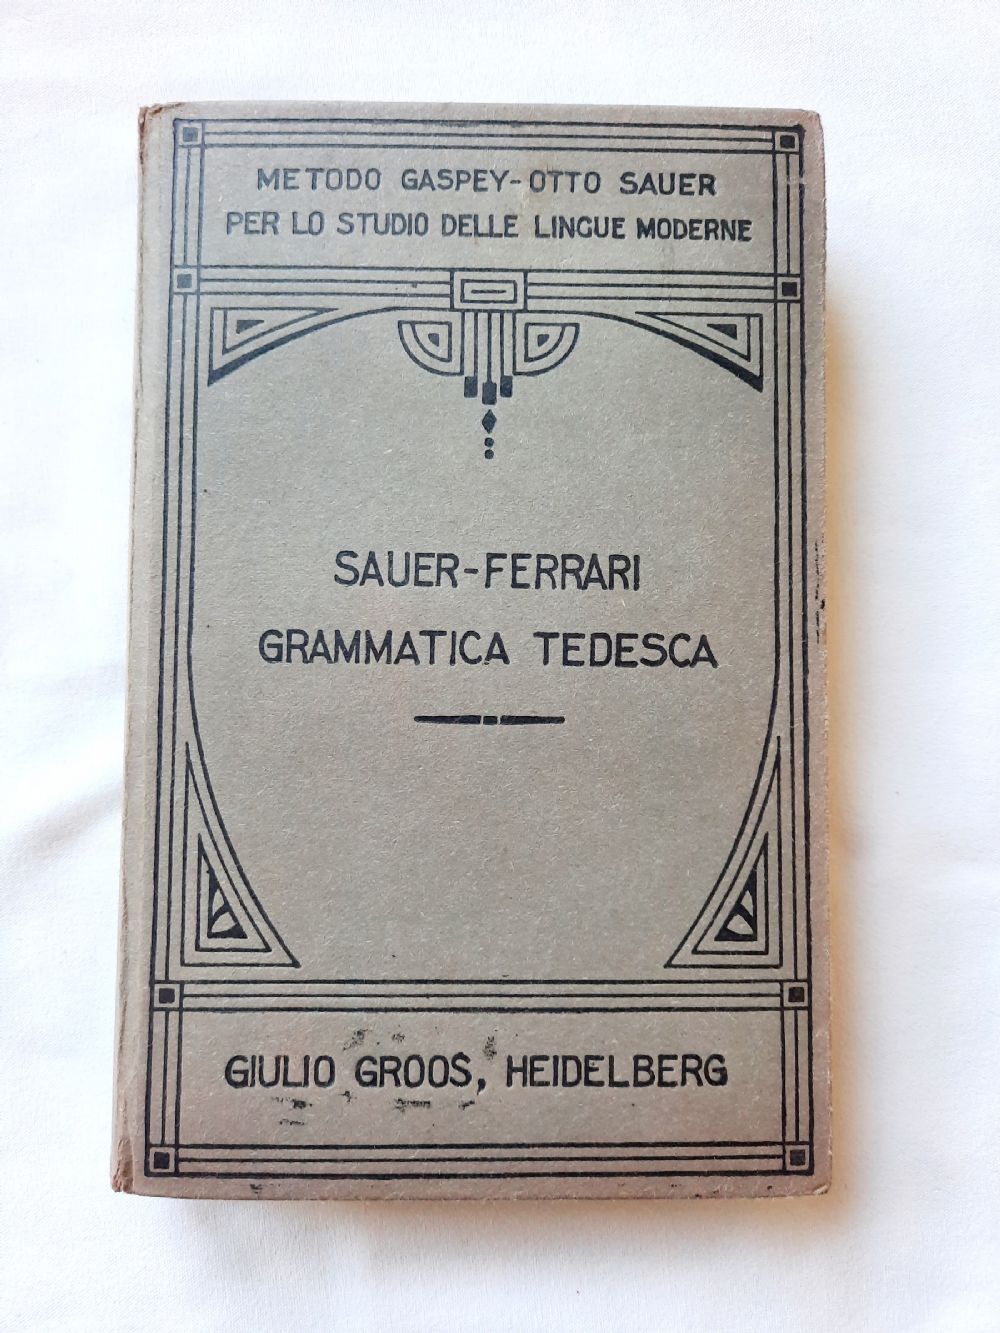 METODO GASPEY-OTTO SAUER
PER LO STUDIO DELLE LINGUE MODERNE
SAUER-FERRARI
GRAMMATICA TEDESCA
GIULIO GROOS, HEIDELBERG